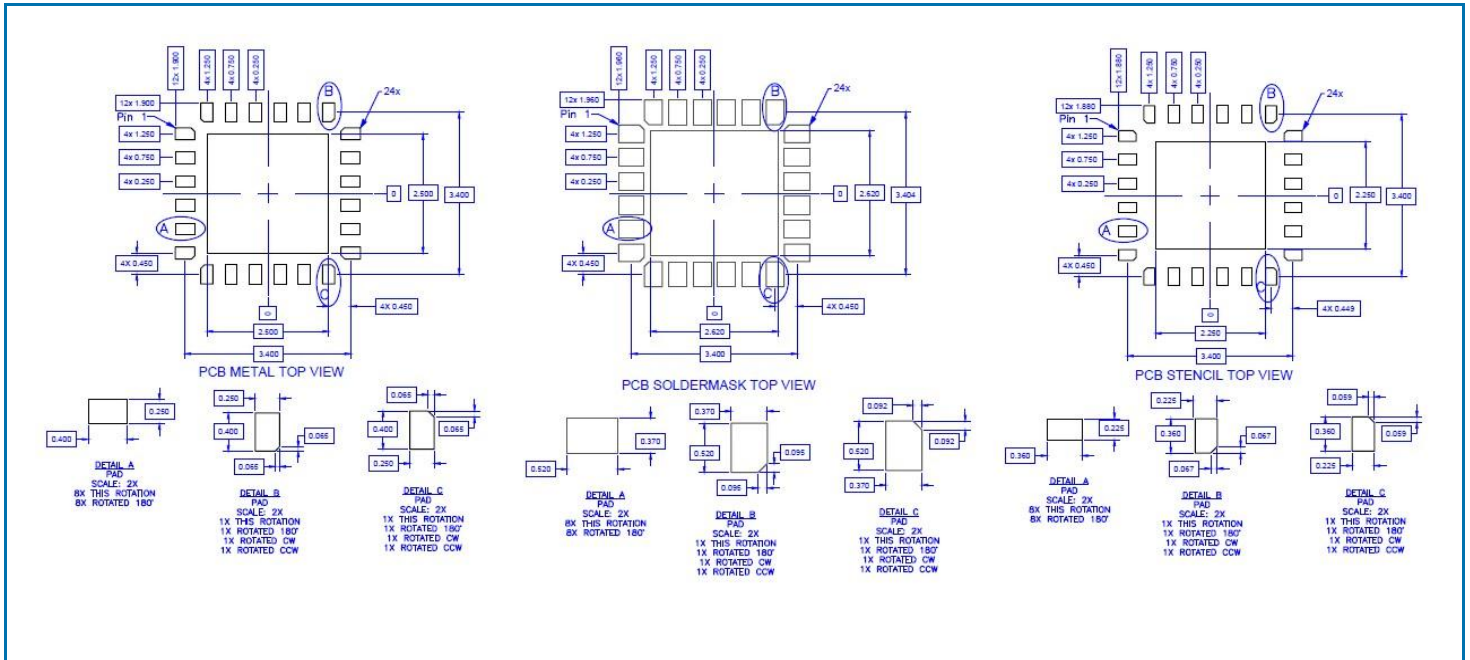 12x 1.900
4x 1.250
4x 0.750
4x 0.250
12x 1.900
B
24x
Pin 1
4x 1.250
4x 0.750
4x 0.250
0
2.500
3.400
A
4X 0.450
C
4X 0.450
0
2.500
3.400
PCB METAL TOP VIEW
0.250
0.400
DETAIL A
PAD
SCALE: 2X
8X THIS ROTATION
8X ROTATED 180°
0.250
0.400
0.065
0.065
DETAIL B
PAD
SCALE: 2X
1X THIS ROTATION
1X ROTATED 180°
1X ROTATED CW
1X ROTATED CCW
0.065
0.400
0.065
0.250
DETAIL C
PAD
SCALE: 2X
1X THIS ROTATION
1X ROTATED 180°
1X ROTATED CW
1X ROTATED CCW
12x 1.960
4x 1.250
4x 0.750
4x 0.250
12x 1.960
B
24x
Pin 1
4x 1.250
4x 0.750
4x 0.250
0
2.620
3.404
A
4X 0.450
C
4X 0.450
0
2.620
3.400
PCB SOLDERMASK TOP VIEW
0.370
0.520
DETAIL A
PAD
SCALE: 2X
8X THIS ROTATION
8X ROTATED 180°
0.370
0.520
0.095
0.095
DETAIL B
PAD
SCALE: 2X
1X THIS ROTATION
1X ROTATED 180°
1X ROTATED CW
1X ROTATED CCW
0.092
0.520
0.092
0.370
DETAIL C
PAD
SCALE: 2X
1X THIS ROTATION
1X ROTATED 180°
1X ROTATED CW
1X ROTATED CCW
12x 1.880
4x 1.250
4x 0.750
4x 0.250
12x 1.880
B
24x
Pin 1
4x 1.250
4x 0.750
4x 0.250
0
2.250
3.400
A
4X 0.450
C
4X 0.449
0
2.250
3.400
PCB STENCIL TOP VIEW
0.225
0.360
DETAIL A
PAD
SCALE: 2X
8X THIS ROTATION
8X ROTATED 180°
0.225
0.360
0.067
0.067
DETAIL B
PAD
SCALE: 2X
1X THIS ROTATION
1X ROTATED 180°
1X ROTATED CW
1X ROTATED CCW
0.059
0.360
0.059
0.225
DETAIL C
PAD
SCALE: 2X
1X THIS ROTATION
1X ROTATED 180°
1X ROTATED CW
1X ROTATED CCW